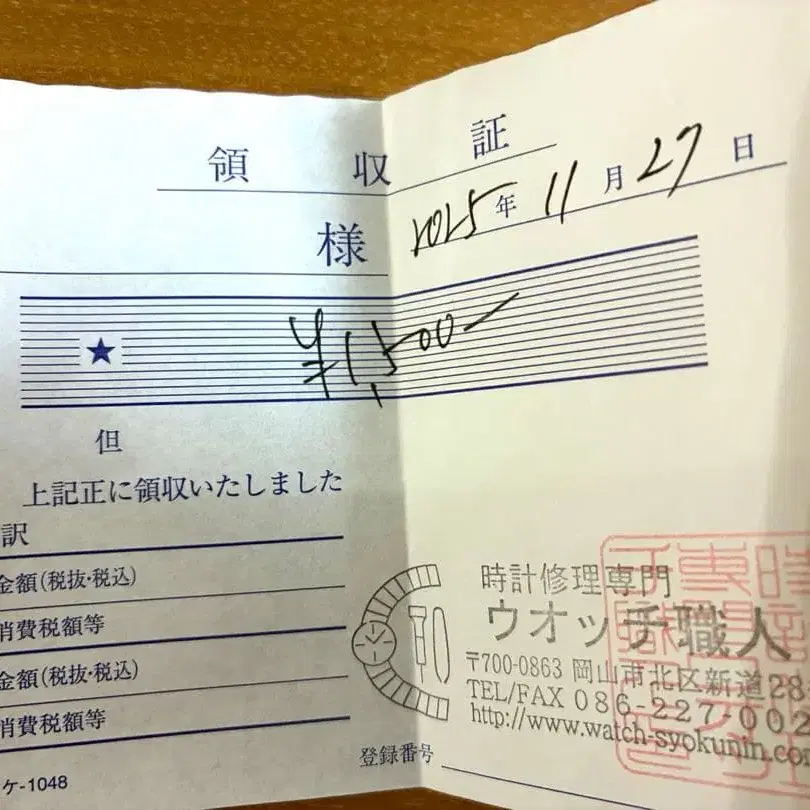 領収証
2025年11月27日
様
★ ¥1,500-
但
上記正に領収いたしました
訳
金額(税抜・税込)
消費税額等
金額(税抜・税込)
消費税額等
時計修理専門
ウオッチ職人
〒700-0863 岡山市北区新道28-
TEL/FAX 086-227-002
http://www.watch-syokunin.com
登録番号
ケ-1048